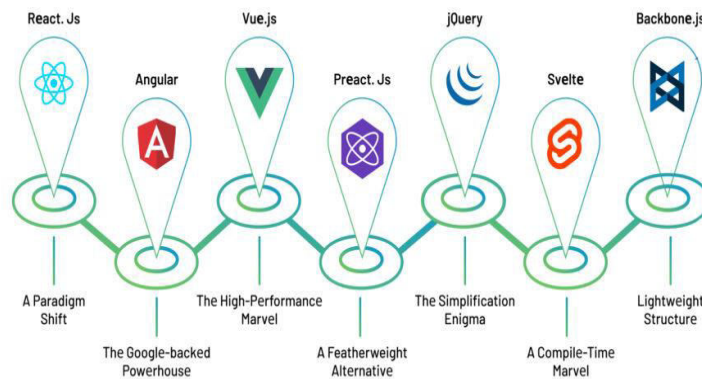 React. Js
Vue.js
jQuery
Backbone.js
Angular
Preact. Js
Svelte
A Paradigm
Shift
The High-Performance
Marvel
The Simplification
Enigma
Lightweight
Structure
The Google-backed
Powerhouse
A Featherweight
Alternative
A Compile-Time
Marvel